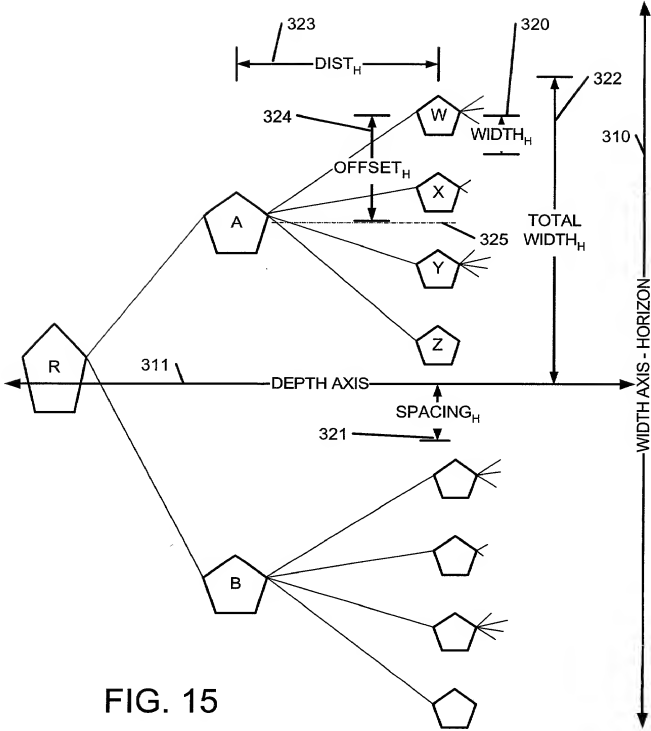 323
320
DIST_H
322
W
324
WIDTH_H
310
OFFSET_H
X
A
TOTAL
WIDTH_H
325
Y
Z
R
311
DEPTH AXIS
WIDTH AXIS - HORIZON
SPACING_H
321
B
FIG. 15